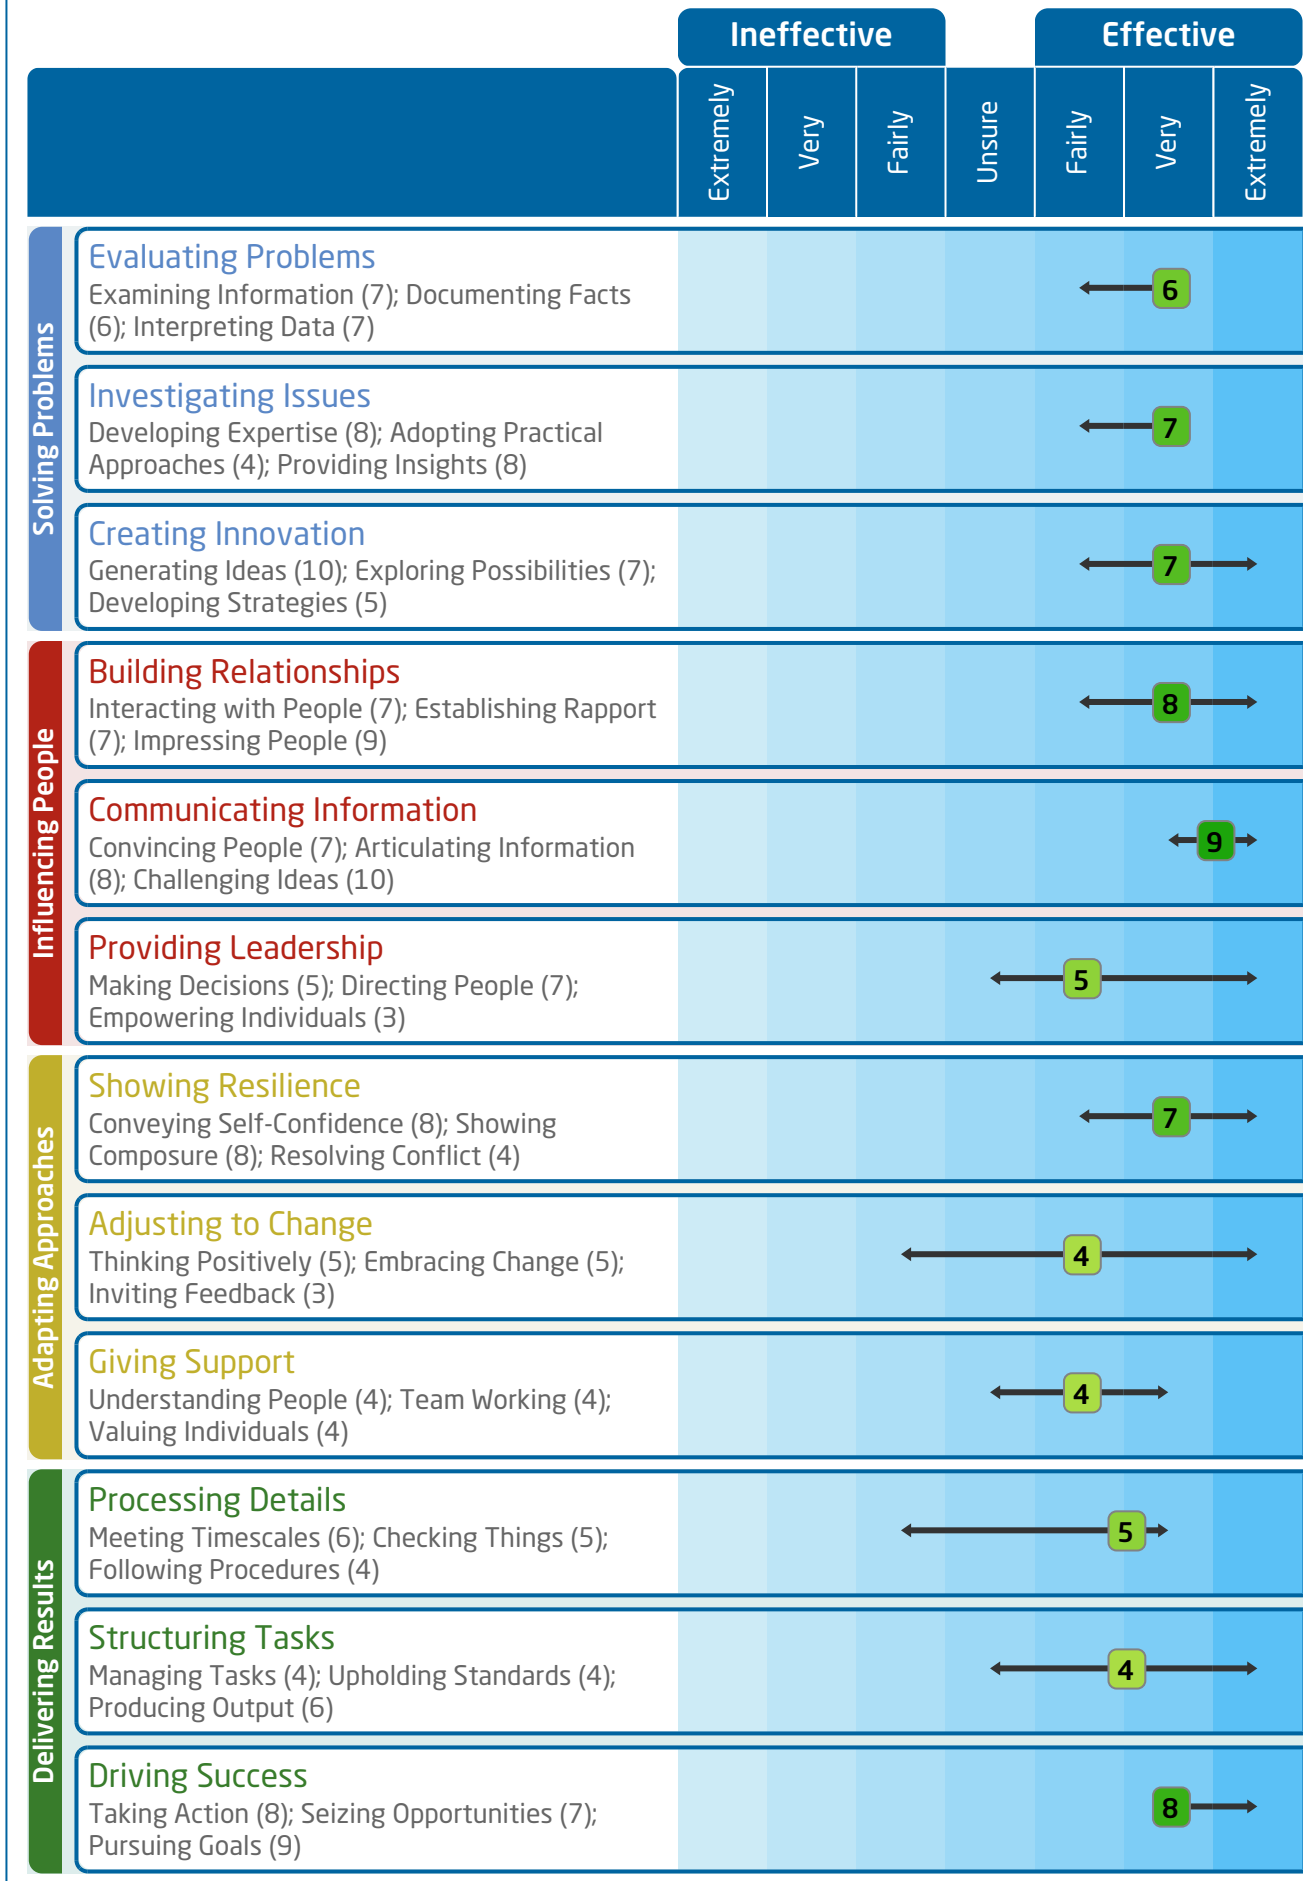 Ineffective
Effective
Extremely
Very
Fairly
Unsure
Fairly
Very
Extremely
Solving Problems
Evaluating Problems
Examining Information (7); Documenting Facts
(6); Interpreting Data (7)
6
Investigating Issues
Developing Expertise (8); Adopting Practical
Approaches (4); Providing Insights (8)
7
Creating Innovation
Generating Ideas (10); Exploring Possibilities (7);
Developing Strategies (5)
7
Influencing People
Building Relationships
Interacting with People (7); Establishing Rapport
(7); Impressing People (9)
8
Communicating Information
Convincing People (7); Articulating Information
(8); Challenging Ideas (10)
9
Providing Leadership
Making Decisions (5); Directing People (7);
Empowering Individuals (3)
5
Adapting Approaches
Showing Resilience
Conveying Self-Confidence (8); Showing
Composure (8); Resolving Conflict (4)
7
Adjusting to Change
Thinking Positively (5); Embracing Change (5);
Inviting Feedback (3)
4
Giving Support
Understanding People (4); Team Working (4);
Valuing Individuals (4)
4
Delivering Results
Processing Details
Meeting Timescales (6); Checking Things (5);
Following Procedures (4)
5
Structuring Tasks
Managing Tasks (4); Upholding Standards (4);
Producing Output (6)
4
Driving Success
Taking Action (8); Seizing Opportunities (7);
Pursuing Goals (9)
8